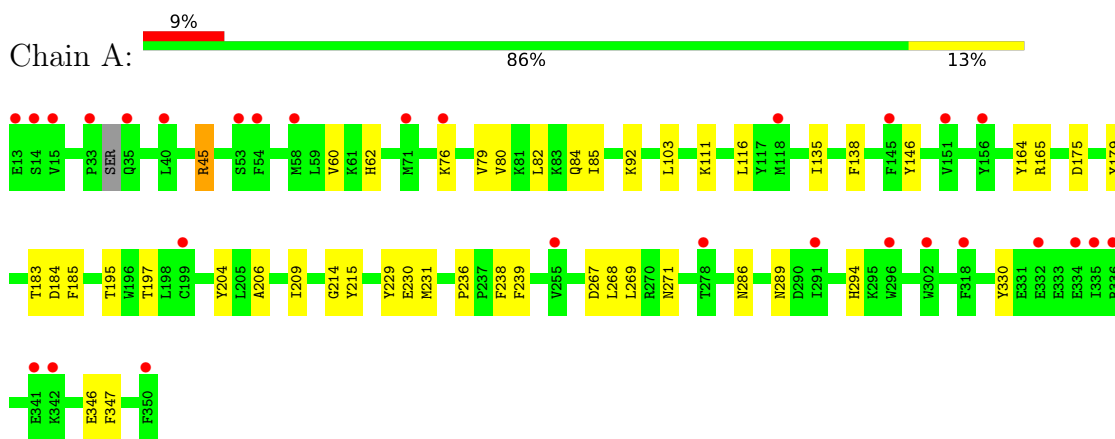 9%
Chain A:
86% 13%
E13 S14 V15 P33 SER Q35 L40 R45 S53 F54 M58 L59 V60 K61 H62 M71 K76 V79 V80 K81 L82 K83 Q84 I85 K92 L103 K111 L116 Y117 M118 I135 F138 F145 Y146 V151 Y156 Y164 R165 D175
T183 D184 F185 T195 W196 T197 L198 C199 Y204 L205 A206 I209 G214 Y215 Y229 E230 M231 P236 P237 F238 F239 V255 D267 L268 L269 R270 N271 T278 N286 N289 D290 I291 H294 K295 W296 W302 F318 Y330 E331 E332 E333 E334 I335
E341 K342 E346 F347 F350